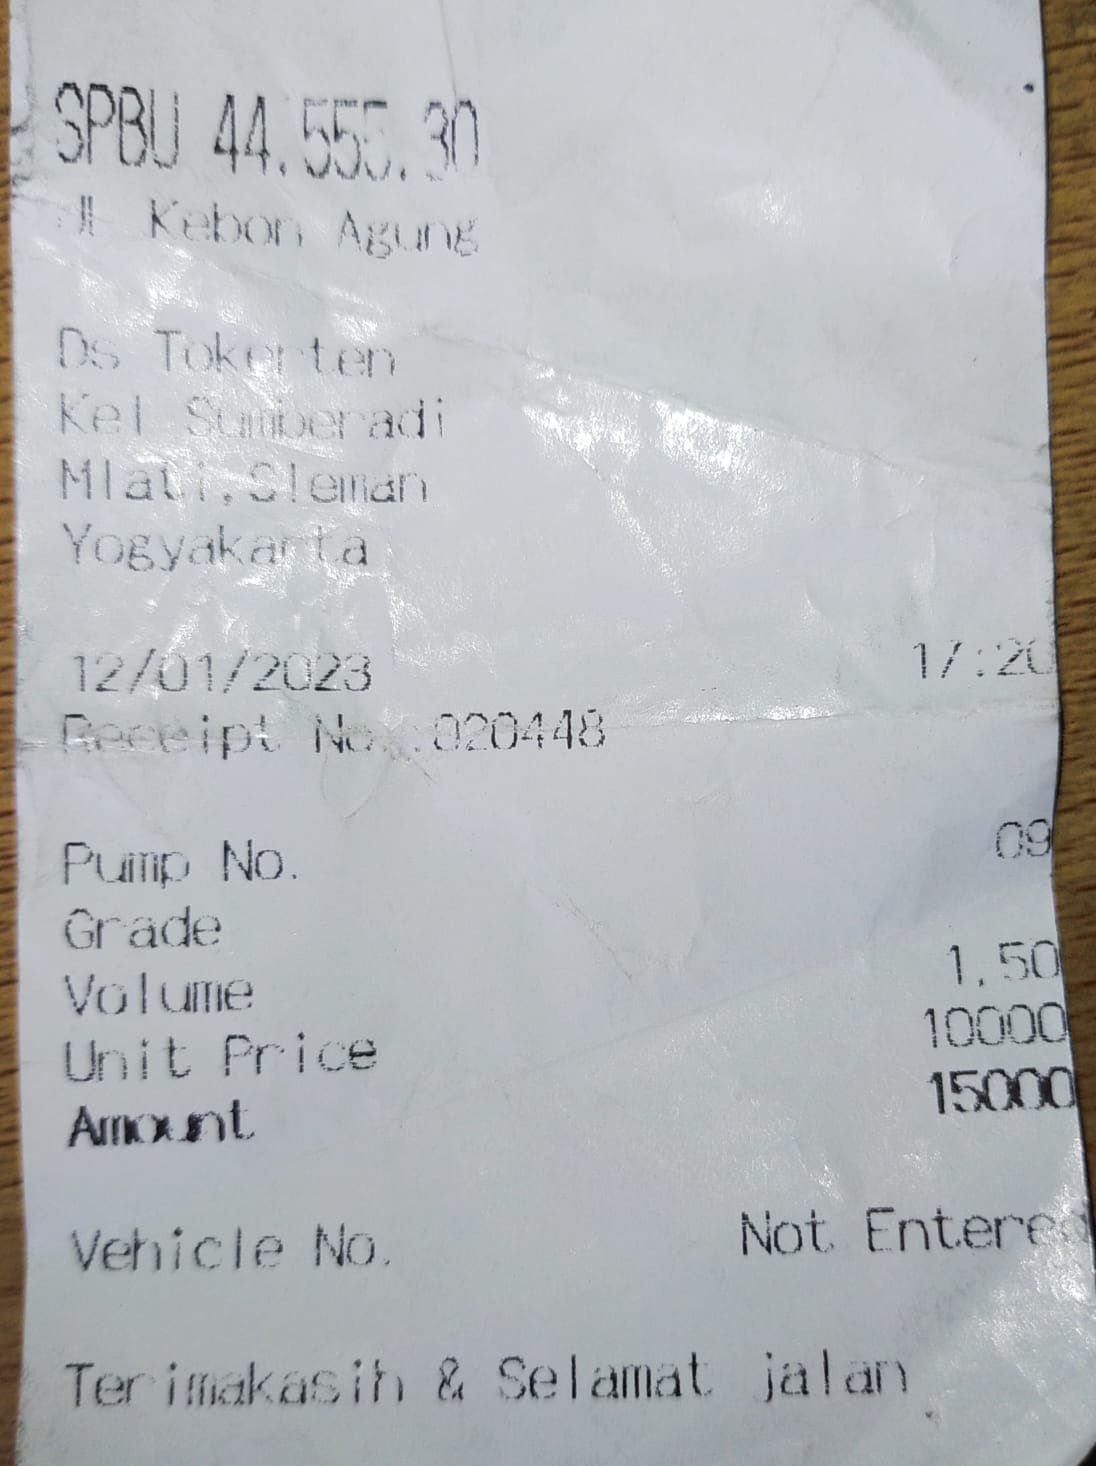 SPBU 44.555.30
Jl Kebon Agung
Ds Tokerten
Kel Sumberadi
Mlati,Sleman
Yogyakarta
12/01/2023 17:20
Receipt No.:020448
Pump No. 09
Grade
Volume 1,50
Unit Price 10000
Amount 15000
Vehicle No. Not Entered
Terimakasih & Selamat jalan